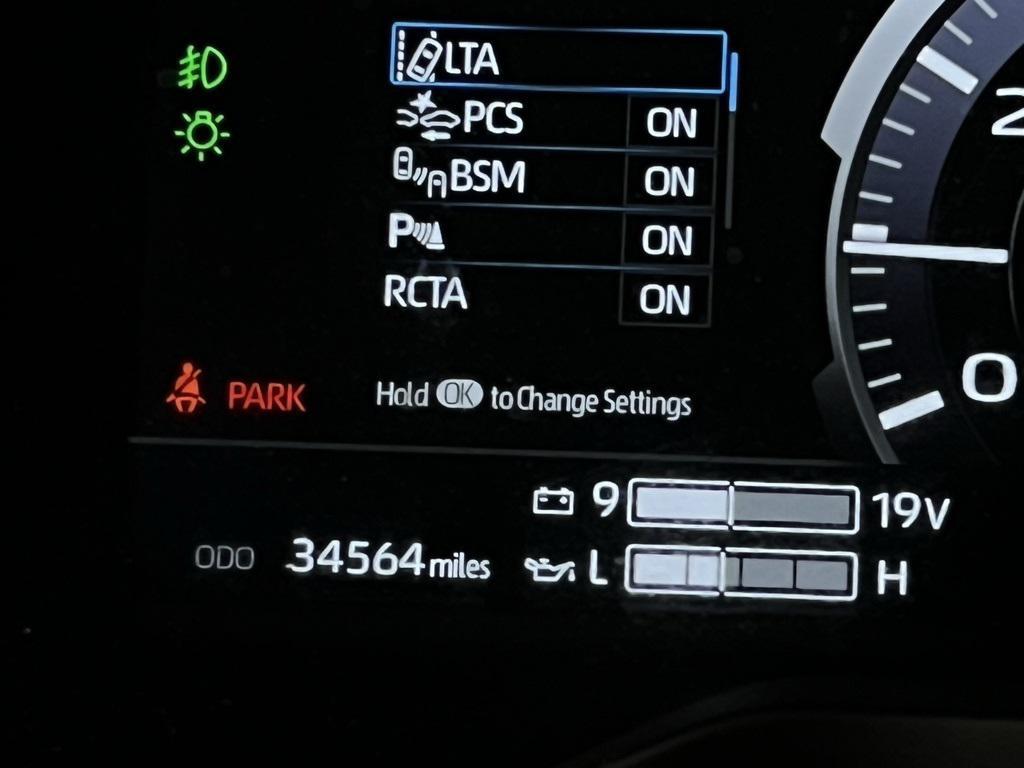 LTA
PCS ON
BSM ON
P ON
RCTA ON
PARK Hold OK to Change Settings
9 19V
ODO 34564 miles L H
2
0